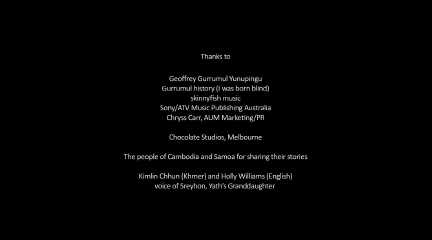 Thanks to
Geoffrey Gurrumul Yunupingu
Gurrumul history (I was born blind)
skinnyfish music
Sony/ATV Music Publishing Australia
Chryss Carr, AUM Marketing/PR
Chocolate Studios, Melbourne
The people of Cambodia and Samoa for sharing their stories
Kimlin Chhun (Khmer) and Holly Williams (English)
voice of Sreyhon, Yath's Granddaughter